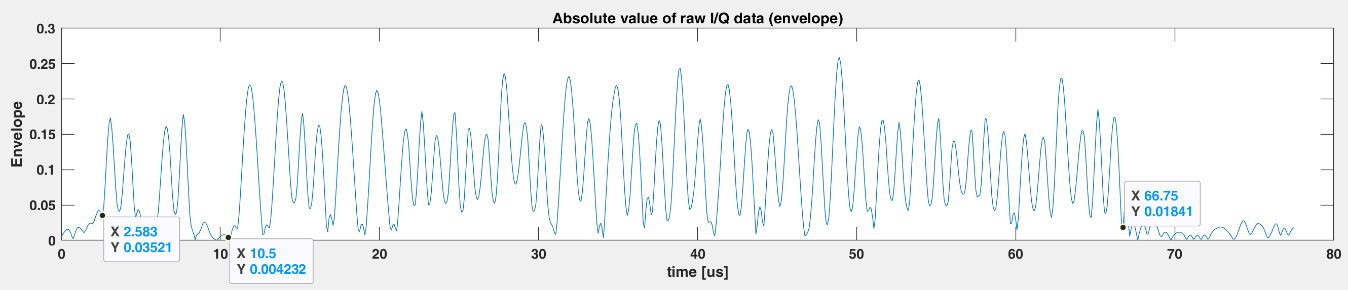 Absolute value of raw I/Q data (envelope)
Envelope
0.3
0.25
0.2
0.15
0.1
0.05
0
X 2.583
Y 0.03521
X 10.5
Y 0.004232
X 66.75
Y 0.01841
0 10 20 30 40 50 60 70 80
time [us]